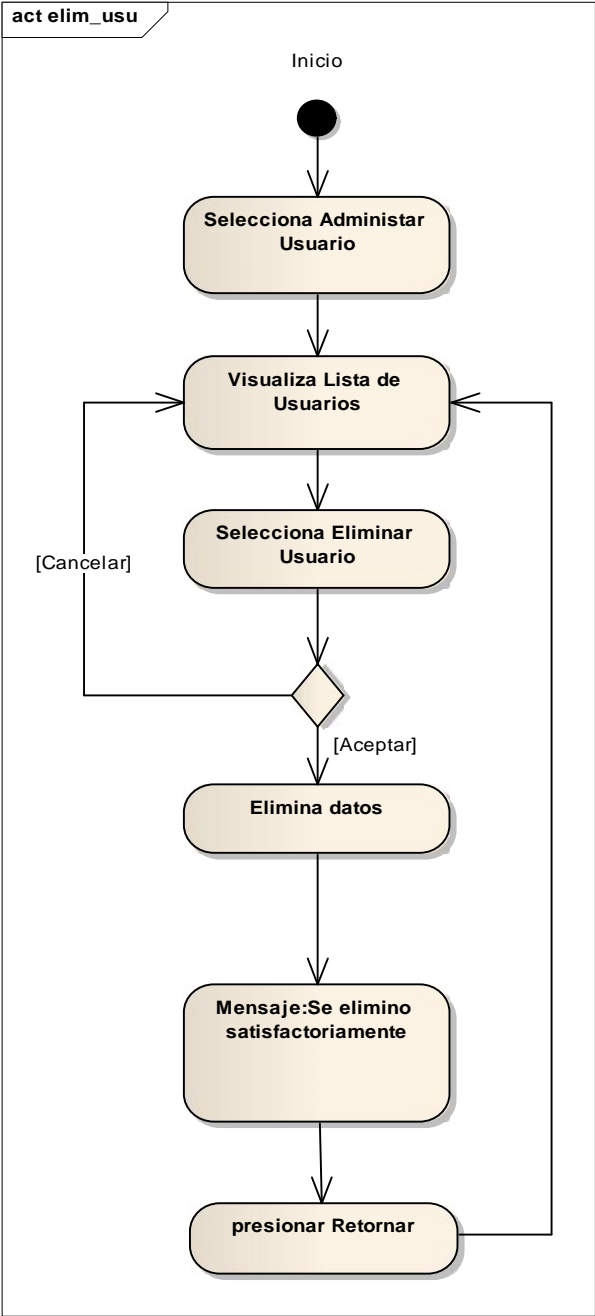 act elim_usu
Inicio
Selecciona Administar
Usuario
Visualiza Lista de
Usuarios
Selecciona Eliminar
Usuario
[Cancelar]
[Aceptar]
Elimina datos
Mensaje:Se elimino
satisfactoriamente
presionar Retornar